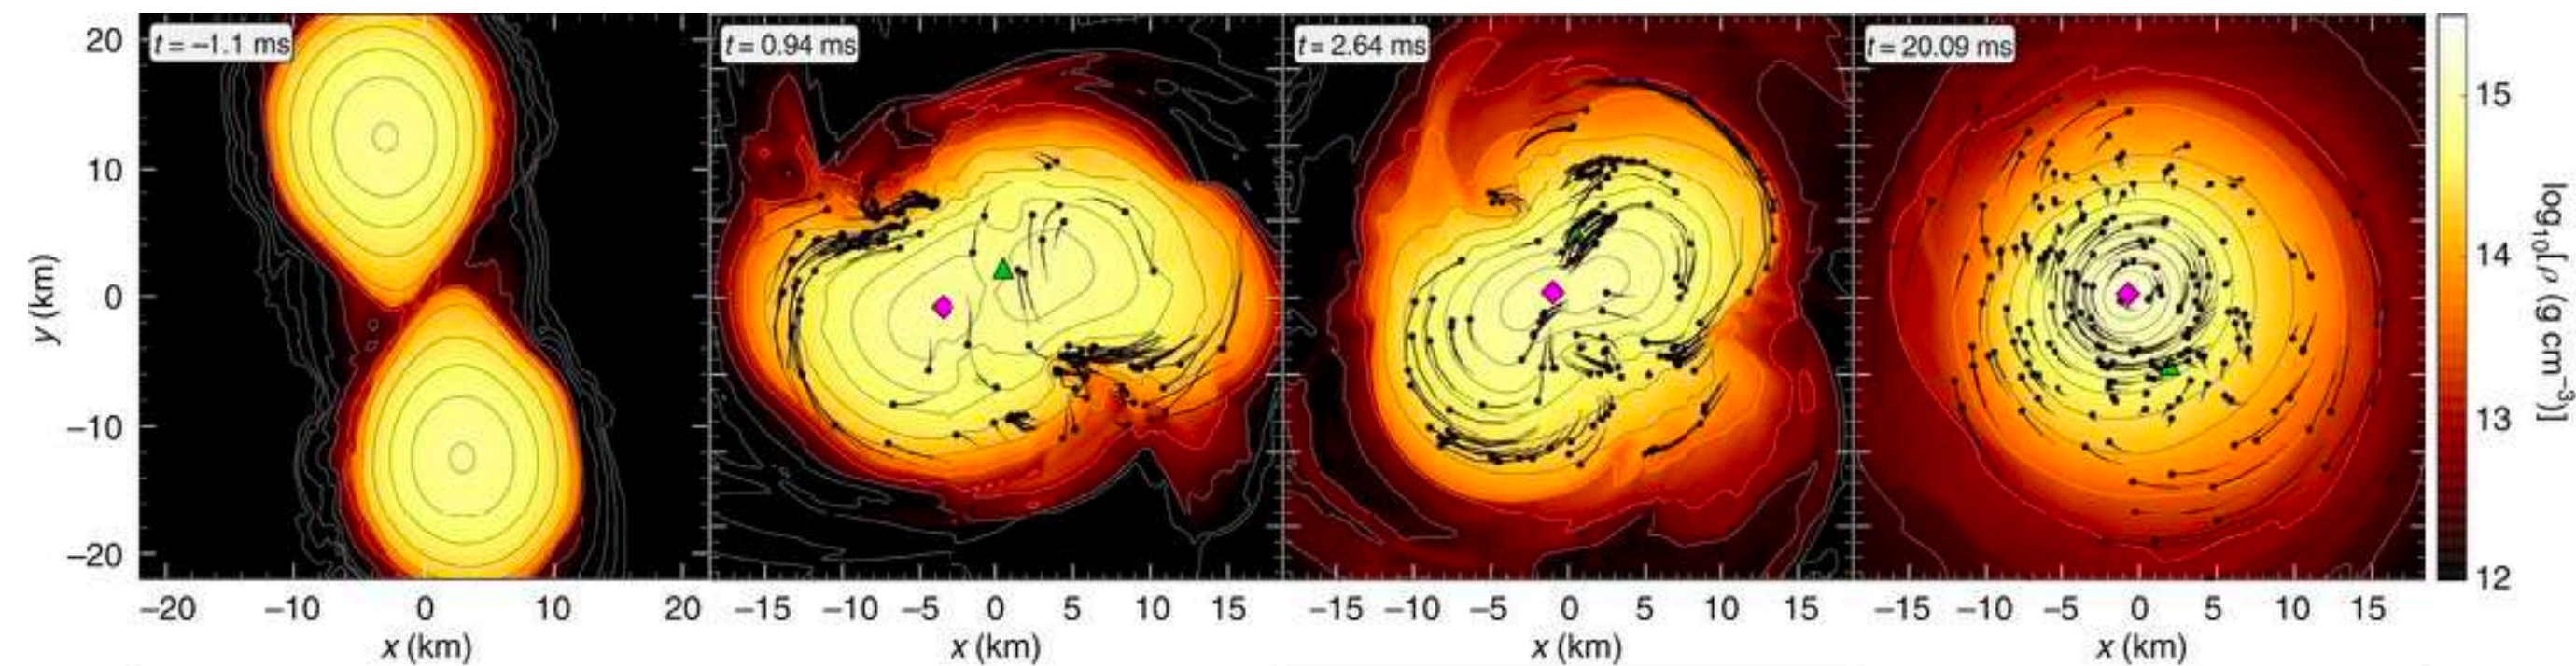 t = −1.1 ms
t = 0.94 ms
t = 2.64 ms
t = 20.09 ms
20
10
0
−10
−20
y (km)
−20 −10 0 10 20
x (km)
−15 −10 −5 0 5 10 15
x (km)
−15 −10 −5 0 5 10 15
x (km)
−15 −10 −5 0 5 10 15
x (km)
15
14
13
12
log₁₀[ρ (g cm⁻³)]